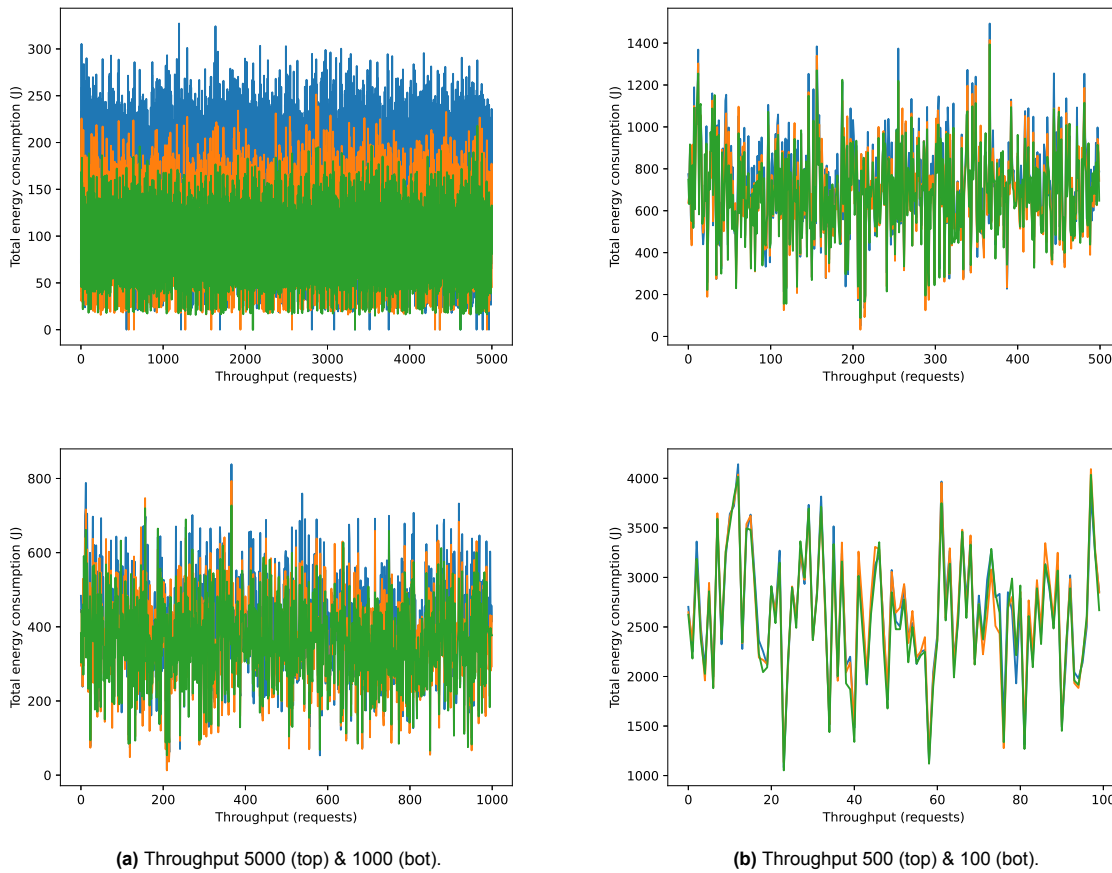 300
250
200
150
100
50
0
Total energy consumption (J)
0 1000 2000 3000 4000 5000
Throughput (requests)
1400
1200
1000
800
600
400
200
0
Total energy consumption (J)
0 100 200 300 400 500
Throughput (requests)
800
600
400
200
0
Total energy consumption (J)
0 200 400 600 800 1000
Throughput (requests)
4000
3500
3000
2500
2000
1500
1000
Total energy consumption (J)
0 20 40 60 80 100
Throughput (requests)
(a) Throughput 5000 (top) & 1000 (bot).
(b) Throughput 500 (top) & 100 (bot).